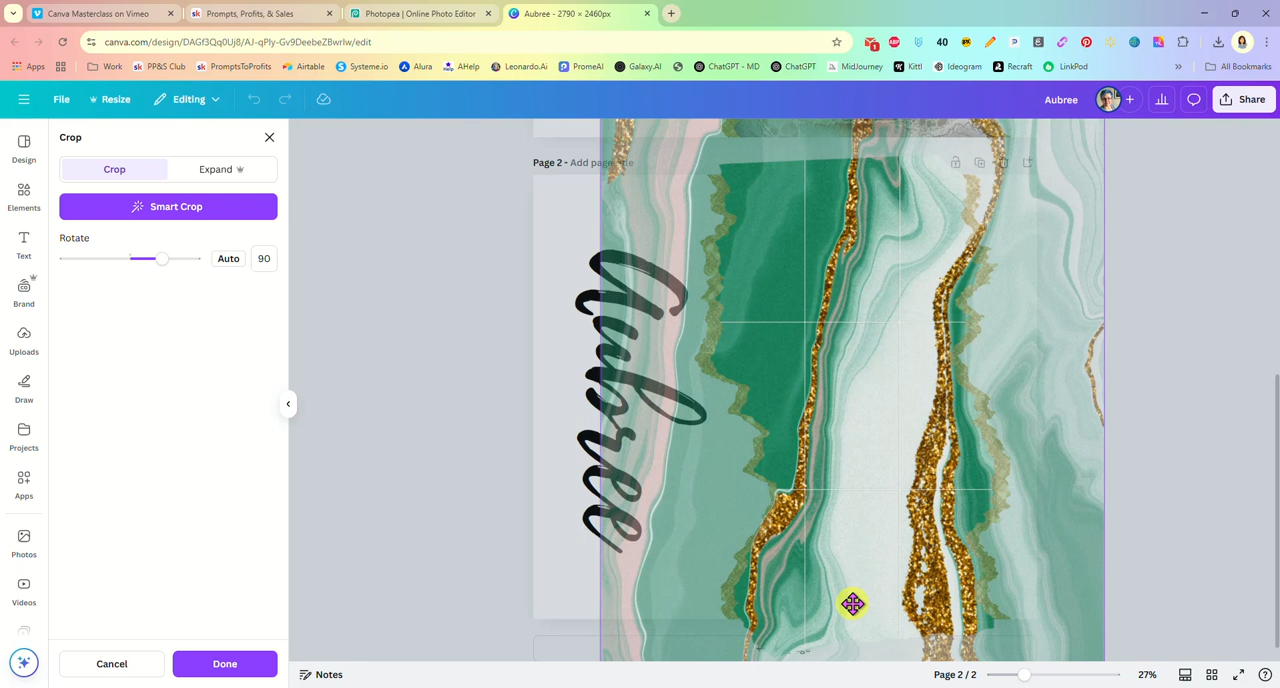 Canva Masterclass on Vimeo
Prompts, Profits, & Sales
Photopea | Online Photo Editor
Aubree - 2790 × 2460px
canva.com/design/DAGf3Qq0Uj8/AJ-qPIy-Gv9DeebeZBwrIw/edit
1
40
Apps
Work
PP&S Club
PromptsToProfits
Airtable
Systeme.io
Alura
AHelp
Leonardo.Ai
PromeAI
Galaxy.AI
ChatGPT - MD
ChatGPT
MidJourney
Kittl
Ideogram
Recraft
LinkPod
All Bookmarks
File
Resize
Editing
Aubree
Share
Design
Elements
Text
Brand
Uploads
Draw
Projects
Apps
Photos
Videos
Crop
Crop
Expand
Smart Crop
Rotate
Auto
90
Cancel
Done
Page 2 - Add page title
Aubree
Notes
Page 2 / 2
27%